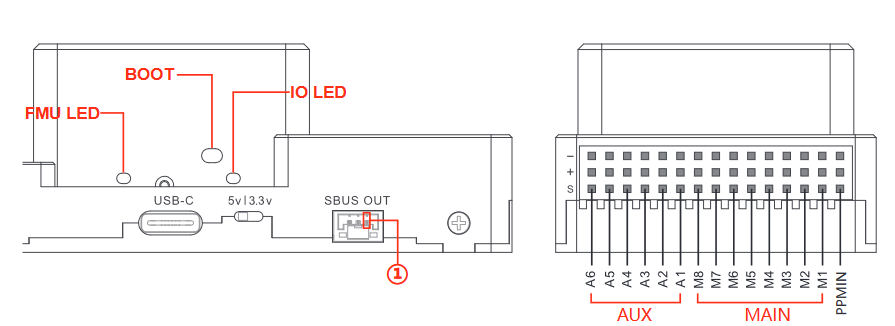 BOOT
IO LED
FMU LED
USB-C
5v|3.3v
SBUS OUT
1
−
+
S
A6
A5
A4
A3
A2
A1
M8
M7
M6
M5
M4
M3
M2
M1
PPMIN
AUX
MAIN